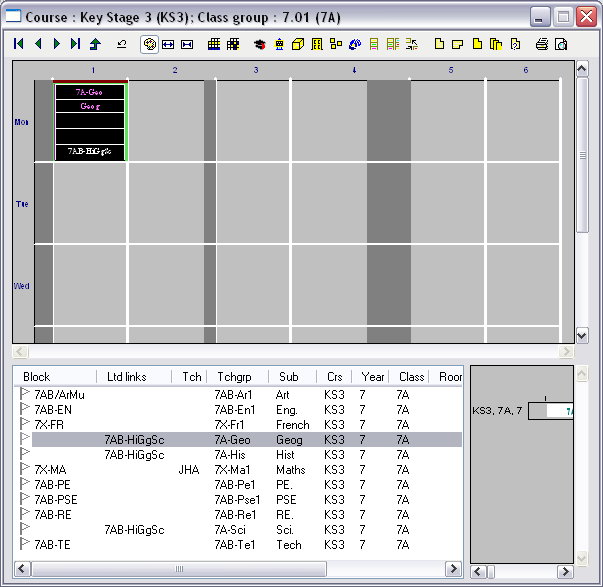 Course : Key Stage 3 (KS3); Class group : 7.01 (7A)
1 2 3 4 5 6
Mon
7A-Geo
Geog
7AB-HiGgSc
Tue
Wed
Block Ltd links Tch Tchgrp Sub Crs Year Class Room
7AB/ArMu 7AB-Ar1 Art KS3 7 7A
7AB-EN 7AB-En1 Eng. KS3 7 7A
7X-FR 7X-Fr1 French KS3 7 7A
7AB-HiGgSc 7A-Geo Geog KS3 7 7A
7AB-HiGgSc 7A-His Hist KS3 7 7A
7X-MA JHA 7X-Ma1 Maths KS3 7 7A
7AB-PE 7AB-Pe1 PE. KS3 7 7A
7AB-PSE 7AB-Pse1 PSE KS3 7 7A
7AB-RE 7AB-Re1 RE. KS3 7 7A
7AB-HiGgSc 7A-Sci Sci. KS3 7 7A
7AB-TE 7AB-Te1 Tech KS3 7 7A
KS3, 7A, 7